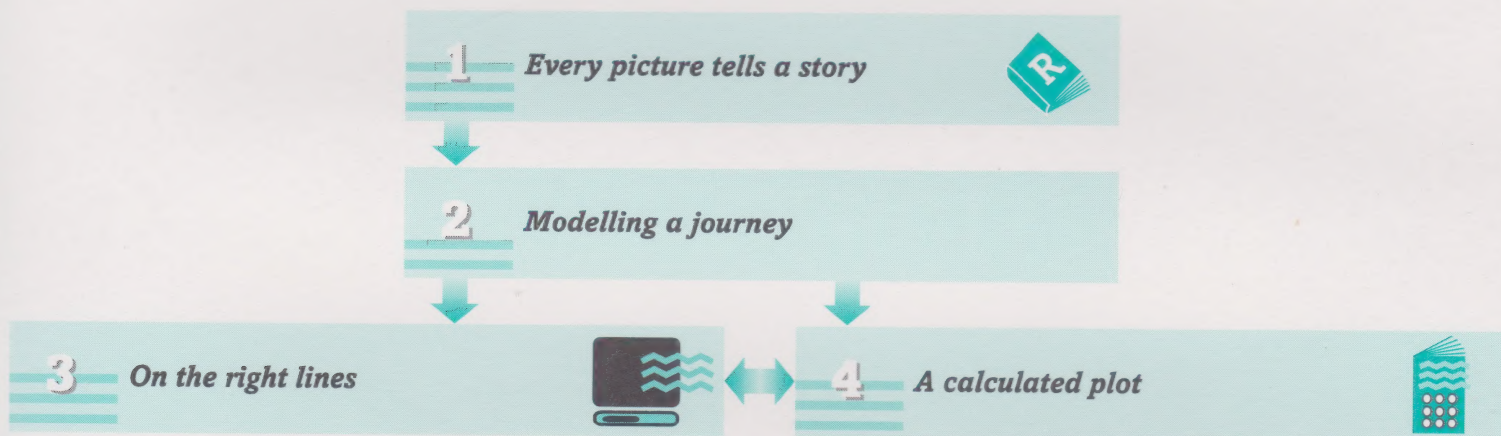 1 Every picture tells a story R
2 Modelling a journey
3 On the right lines
4 A calculated plot